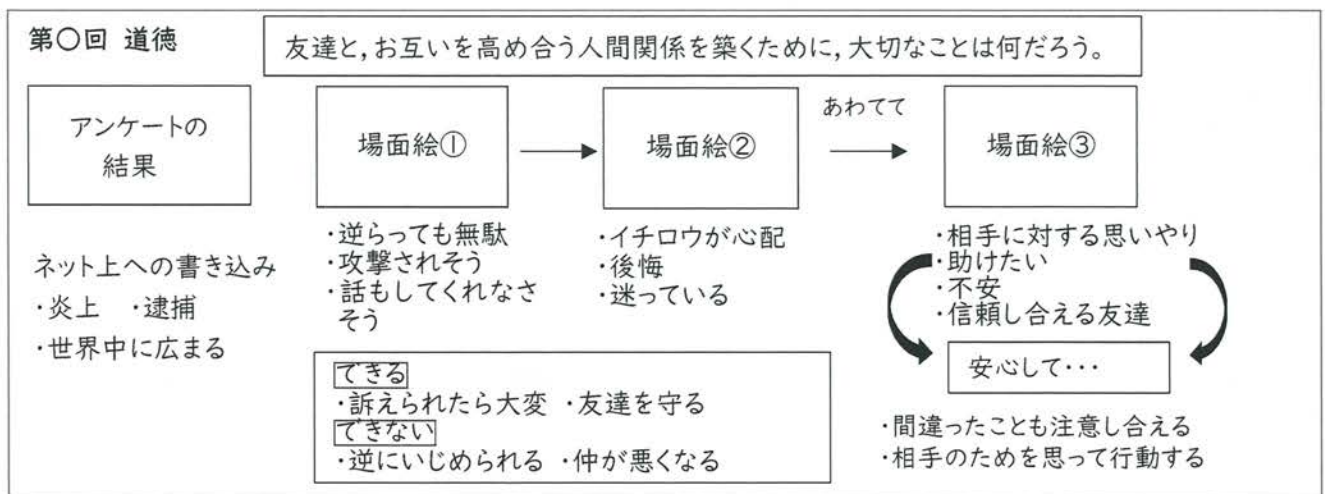 第〇回 道徳
友達と,お互いを高め合う人間関係を築くために,大切なことは何だろう。
アンケートの
結果
ネット上への書き込み
・炎上 ・逮捕
・世界中に広まる
場面絵①
・逆らっても無駄
・攻撃されそう
・話もしてくれなさ
そう
場面絵②
・イチロウが心配
・後悔
・迷っている
できる
・訴えられたら大変 ・友達を守る
できない
・逆にいじめられる ・仲が悪くなる
あわてて
場面絵③
・相手に対する思いやり
・助けたい
・不安
・信頼し合える友達
安心して・・・
・間違ったことも注意し合える
・相手のためを思って行動する